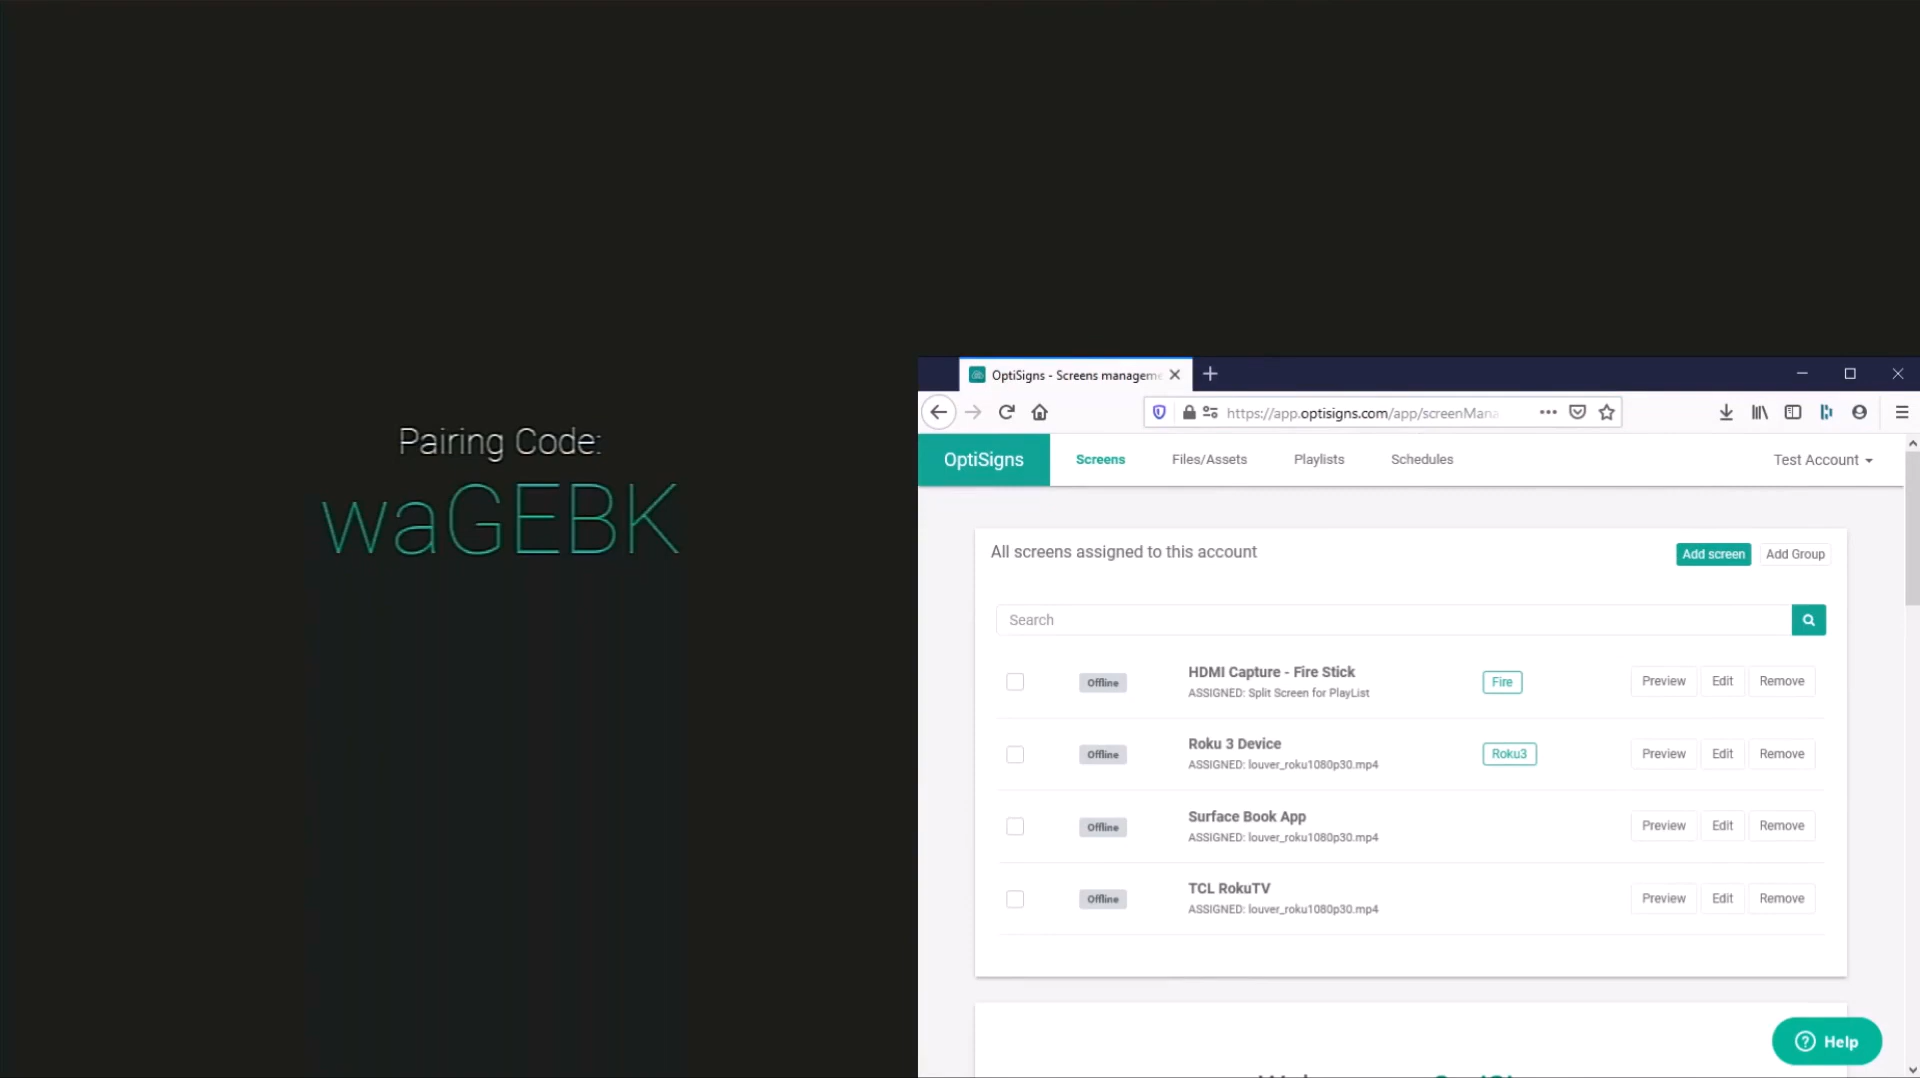 Pairing Code:
waGEBK
OptiSigns - Screens manageme
https://app.optisigns.com/app/screenMana
OptiSigns Screens Files/Assets Playlists Schedules Test Account
All screens assigned to this account Add screen Add Group
Search
Offline HDMI Capture - Fire Stick Fire Preview Edit Remove
ASSIGNED: Split Screen for PlayList
Offline Roku 3 Device Roku3 Preview Edit Remove
ASSIGNED: louver_roku1080p30.mp4
Offline Surface Book App Preview Edit Remove
ASSIGNED: louver_roku1080p30.mp4
Offline TCL RokuTV Preview Edit Remove
ASSIGNED: louver_roku1080p30.mp4
Help